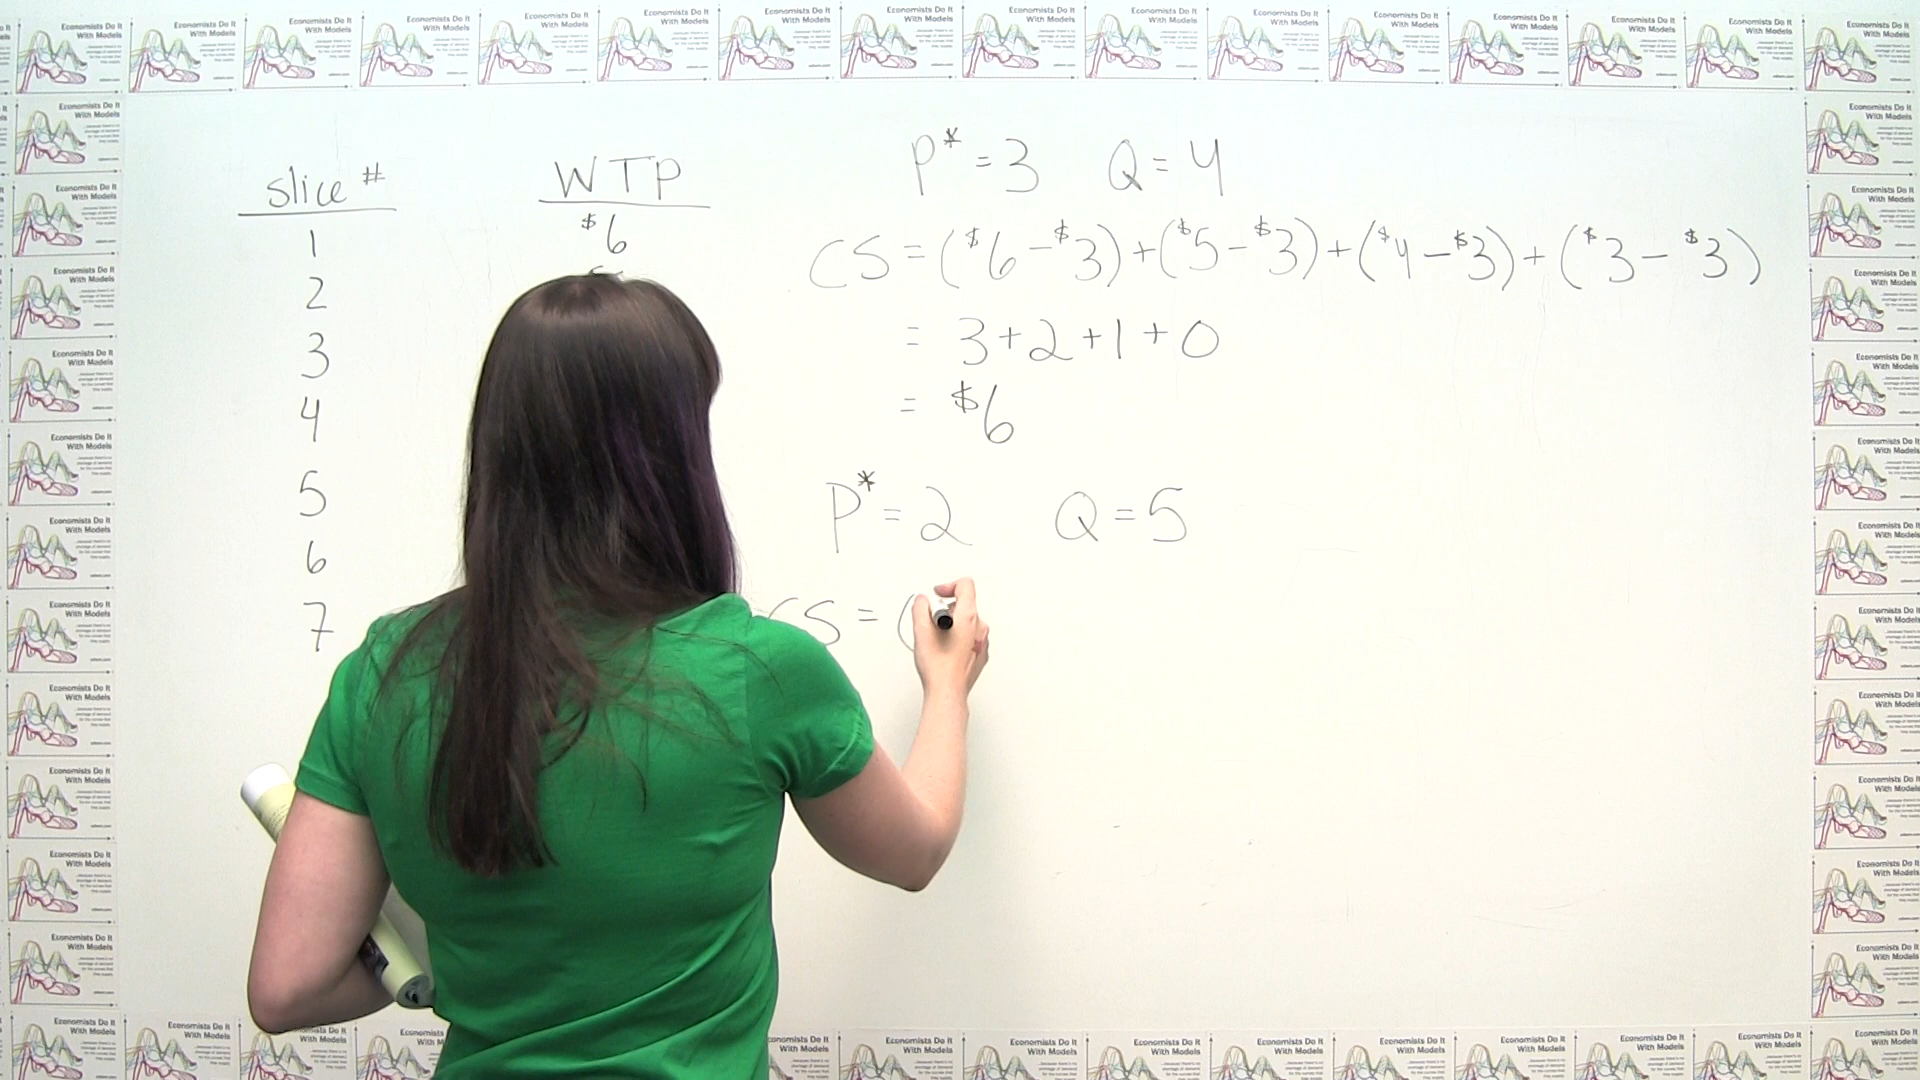 Economists Do It With Models
slice #
WTP
1
$6
2
3
4
5
6
7
P* = 3 Q = 4
CS = ($6 - $3) + ($5 - $3) + ($4 - $3) + ($3 - $3)
= 3 + 2 + 1 + 0
= $6
P* = 2 Q = 5
CS = (